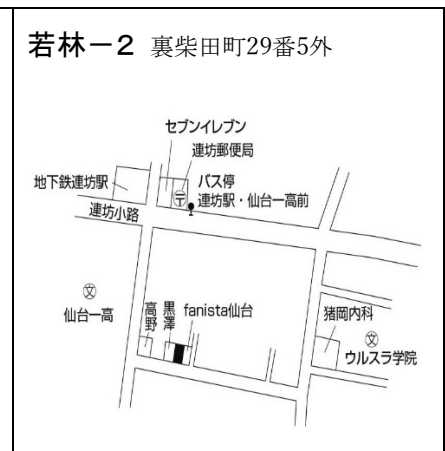 若林－2 裏柴田町29番5外
セブンイレブン
連坊郵便局
地下鉄連坊駅
バス停
連坊駅・仙台一高前
〒
連坊小路
文
仙台一高
高野
黒澤
fanista仙台
猪岡内科
文
ウルスラ学院